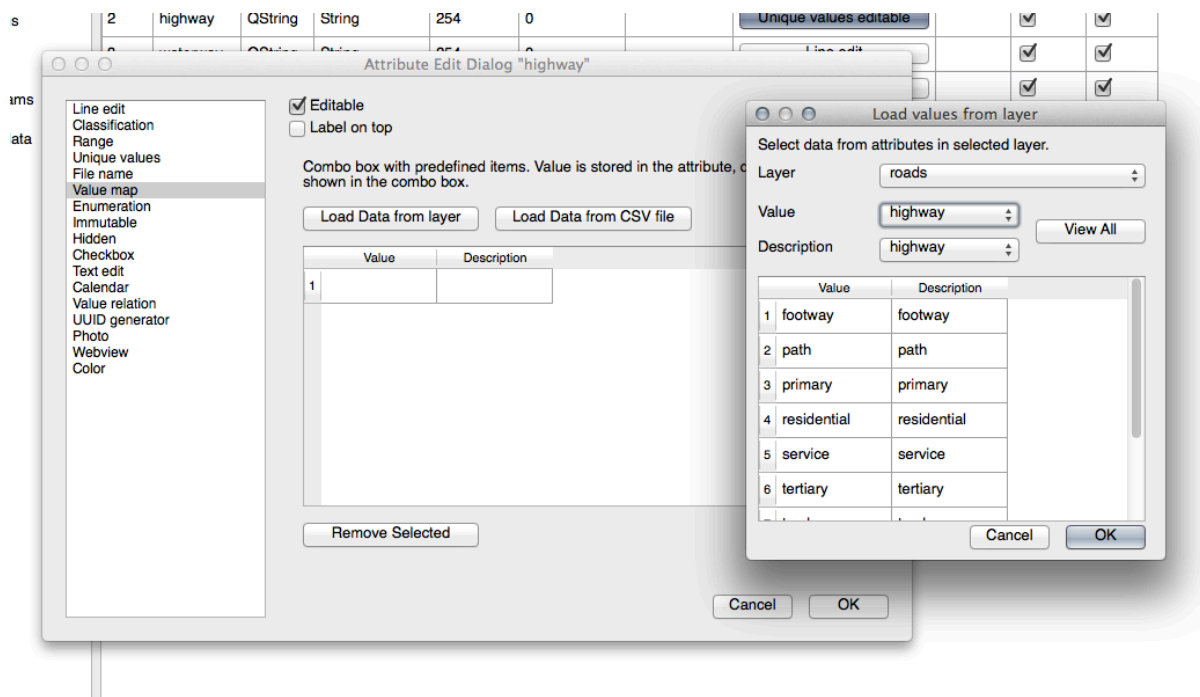 s
2 highway QString String 254 0 Unique values editable
QString String 254 0 Line edit
ams
ata
Attribute Edit Dialog "highway"
Line edit
Classification
Range
Unique values
File name
Value map
Enumeration
Immutable
Hidden
Checkbox
Text edit
Calendar
Value relation
UUID generator
Photo
Webview
Color
Editable
Label on top
Combo box with predefined items. Value is stored in the attribute,
shown in the combo box.
Load Data from layer Load Data from CSV file
Value Description
1
Remove Selected
Cancel OK
Load values from layer
Select data from attributes in selected layer.
Layer roads
Value highway
View All
Description highway
Value Description
1 footway footway
2 path path
3 primary primary
4 residential residential
5 service service
6 tertiary tertiary
Cancel OK